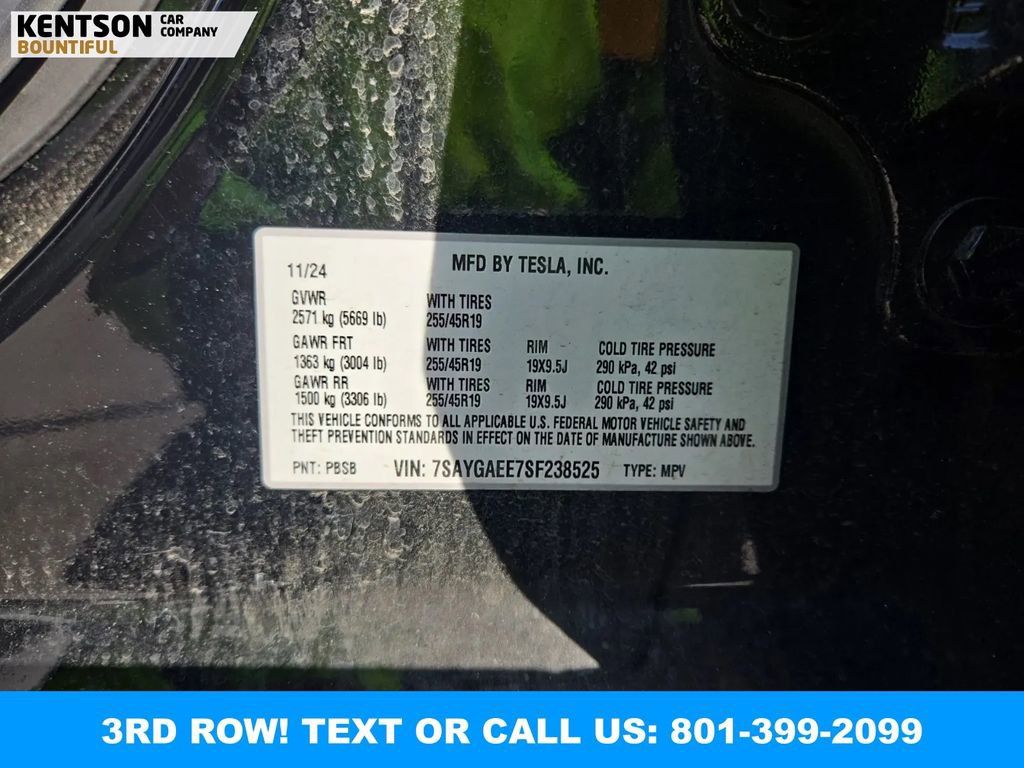 KENTSON CAR COMPANY
BOUNTIFUL
11/24 MFD BY TESLA, INC.
GVWR WITH TIRES
2571 kg (5669 lb) 255/45R19
GAWR FRT WITH TIRES RIM COLD TIRE PRESSURE
1363 kg (3004 lb) 255/45R19 19X9.5J 290 kPa, 42 psi
GAWR RR WITH TIRES RIM COLD TIRE PRESSURE
1500 kg (3306 lb) 255/45R19 19X9.5J 290 kPa, 42 psi
THIS VEHICLE CONFORMS TO ALL APPLICABLE U.S. FEDERAL MOTOR VEHICLE SAFETY AND
THEFT PREVENTION STANDARDS IN EFFECT ON THE DATE OF MANUFACTURE SHOWN ABOVE.
PNT: PBSB VIN: 7SAYGAEE7SF238525 TYPE: MPV
3RD ROW! TEXT OR CALL US: 801-399-2099